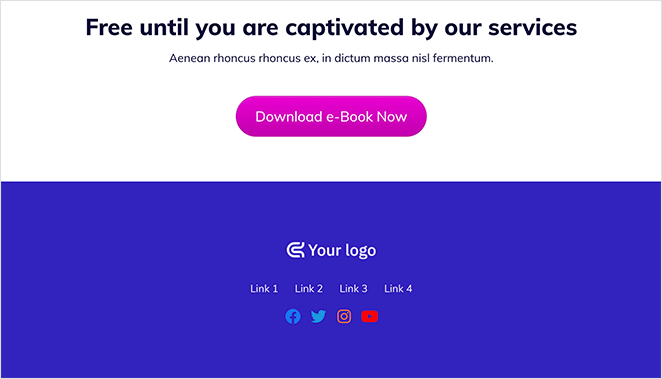 Free until you are captivated by our services
Aenean rhoncus rhoncus ex, in dictum massa nisl fermentum.
Download e-Book Now
Your logo
Link 1 Link 2 Link 3 Link 4